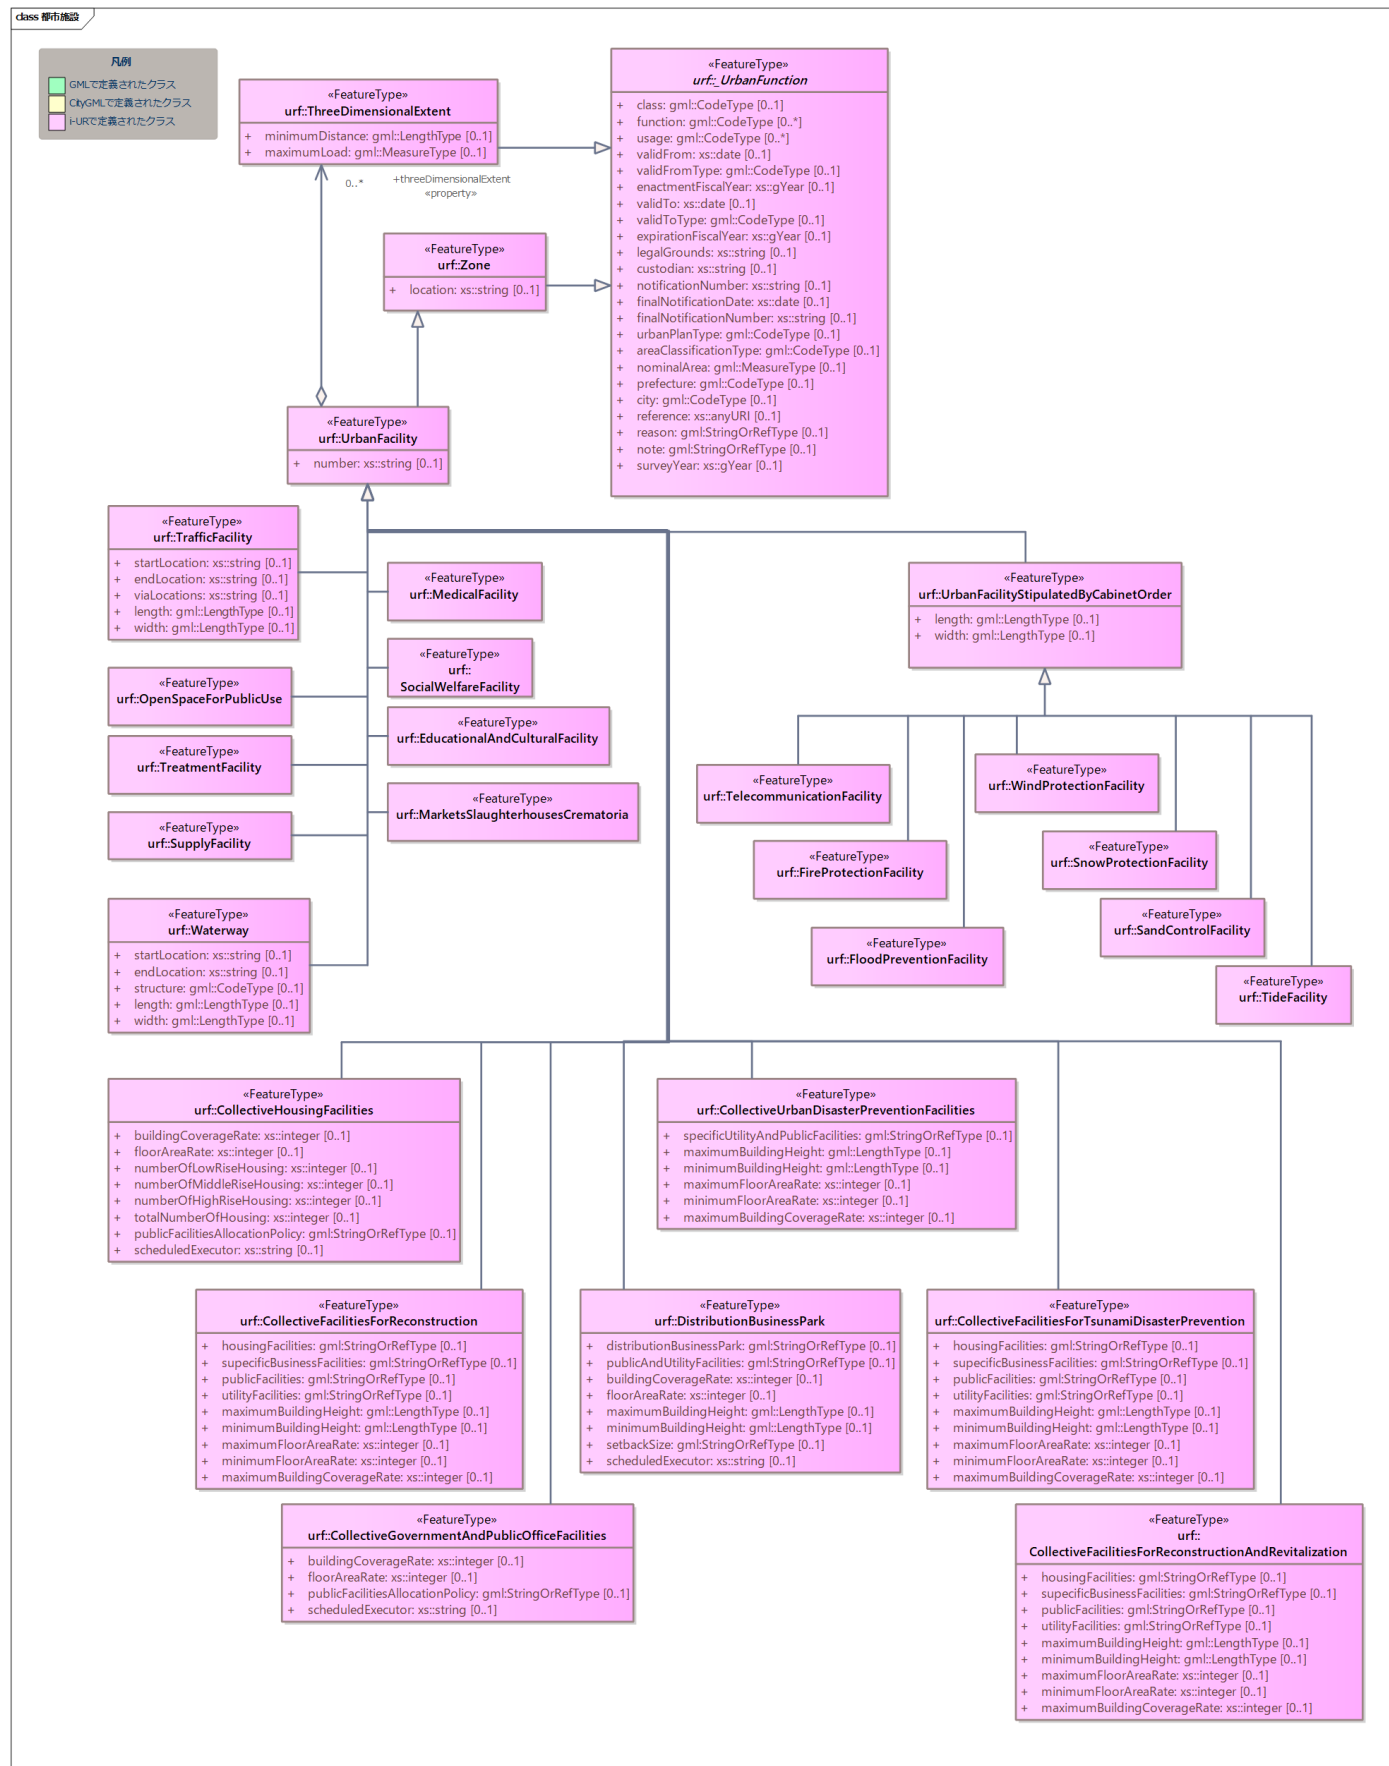 class 都市施設
凡例
GMLで定義されたクラス
CityGMLで定義されたクラス
i-URで定義されたクラス
«FeatureType»
urf::ThreeDimensionalExtent
+ minimumDistance: gml::LengthType [0..1]
+ maximumLoad: gml::MeasureType [0..1]
0..*
+threeDimensionalExtent
«property»
«FeatureType»
urf::_UrbanFunction
+ class: gml::CodeType [0..1]
+ function: gml::CodeType [0..*]
+ usage: gml::CodeType [0..*]
+ validFrom: xs::date [0..1]
+ validFromType: gml::CodeType [0..1]
+ enactmentFiscalYear: xs::gYear [0..1]
+ validTo: xs::date [0..1]
+ validToType: gml::CodeType [0..1]
+ expirationFiscalYear: xs::gYear [0..1]
+ legalGrounds: xs::string [0..1]
+ custodian: xs::string [0..1]
+ notificationNumber: xs::string [0..1]
+ finalNotificationDate: xs::date [0..1]
+ finalNotificationNumber: xs::string [0..1]
+ urbanPlanType: gml::CodeType [0..1]
+ areaClassificationType: gml::CodeType [0..1]
+ nominalArea: gml::MeasureType [0..1]
+ prefecture: gml::CodeType [0..1]
+ city: gml::CodeType [0..1]
+ reference: xs::anyURI [0..1]
+ reason: gml:StringOrRefType [0..1]
+ note: gml:StringOrRefType [0..1]
+ surveyYear: xs::gYear [0..1]
«FeatureType»
urf::Zone
+ location: xs::string [0..1]
«FeatureType»
urf::UrbanFacility
+ number: xs::string [0..1]
«FeatureType»
urf::TrafficFacility
+ startLocation: xs::string [0..1]
+ endLocation: xs::string [0..1]
+ viaLocations: xs::string [0..1]
+ length: gml::LengthType [0..1]
+ width: gml::LengthType [0..1]
«FeatureType»
urf::MedicalFacility
«FeatureType»
urf::UrbanFacilityStipulatedByCabinetOrder
+ length: gml::LengthType [0..1]
+ width: gml::LengthType [0..1]
«FeatureType»
urf::
SocialWelfareFacility
«FeatureType»
urf::OpenSpaceForPublicUse
«FeatureType»
urf::EducationalAndCulturalFacility
«FeatureType»
urf::TreatmentFacility
«FeatureType»
urf::MarketsSlaughterhousesCrematoria
«FeatureType»
urf::SupplyFacility
«FeatureType»
urf::WindProtectionFacility
«FeatureType»
urf::TelecommunicationFacility
«FeatureType»
urf::SnowProtectionFacility
«FeatureType»
urf::FireProtectionFacility
«FeatureType»
urf::SandControlFacility
«FeatureType»
urf::FloodPreventionFacility
«FeatureType»
urf::TideFacility
«FeatureType»
urf::Waterway
+ startLocation: xs::string [0..1]
+ endLocation: xs::string [0..1]
+ structure: gml::CodeType [0..1]
+ length: gml::LengthType [0..1]
+ width: gml::LengthType [0..1]
«FeatureType»
urf::CollectiveHousingFacilities
+ buildingCoverageRate: xs::integer [0..1]
+ floorAreaRate: xs::integer [0..1]
+ numberOfLowRiseHousing: xs::integer [0..1]
+ numberOfMiddleRiseHousing: xs::integer [0..1]
+ numberOfHighRiseHousing: xs::integer [0..1]
+ totalNumberOfHousing: xs::integer [0..1]
+ publicFacilitiesAllocationPolicy: gml:StringOrRefType [0..1]
+ scheduledExecutor: xs::string [0..1]
«FeatureType»
urf::CollectiveUrbanDisasterPreventionFacilities
+ specificUtilityAndPublicFacilities: gml:StringOrRefType [0..1]
+ maximumBuildingHeight: gml::LengthType [0..1]
+ minimumBuildingHeight: gml::LengthType [0..1]
+ maximumFloorAreaRate: xs::integer [0..1]
+ minimumFloorAreaRate: xs::integer [0..1]
+ maximumBuildingCoverageRate: xs::integer [0..1]
«FeatureType»
urf::CollectiveFacilitiesForReconstruction
+ housingFacilities: gml:StringOrRefType [0..1]
+ supecificBusinessFacilities: gml:StringOrRefType [0..1]
+ publicFacilities: gml:StringOrRefType [0..1]
+ utilityFacilities: gml:StringOrRefType [0..1]
+ maximumBuildingHeight: gml::LengthType [0..1]
+ minimumBuildingHeight: gml::LengthType [0..1]
+ maximumFloorAreaRate: xs::integer [0..1]
+ minimumFloorAreaRate: xs::integer [0..1]
+ maximumBuildingCoverageRate: xs::integer [0..1]
«FeatureType»
urf::DistributionBusinessPark
+ distributionBusinessPark: gml:StringOrRefType [0..1]
+ publicAndUtilityFacilities: gml:StringOrRefType [0..1]
+ buildingCoverageRate: xs::integer [0..1]
+ floorAreaRate: xs::integer [0..1]
+ maximumBuildingHeight: gml::LengthType [0..1]
+ minimumBuildingHeight: gml::LengthType [0..1]
+ setbackSize: gml:StringOrRefType [0..1]
+ scheduledExecutor: xs::string [0..1]
«FeatureType»
urf::CollectiveFacilitiesForTsunamiDisasterPrevention
+ housingFacilities: gml:StringOrRefType [0..1]
+ supecificBusinessFacilities: gml:StringOrRefType [0..1]
+ publicFacilities: gml:StringOrRefType [0..1]
+ utilityFacilities: gml:StringOrRefType [0..1]
+ maximumBuildingHeight: gml::LengthType [0..1]
+ minimumBuildingHeight: gml::LengthType [0..1]
+ maximumFloorAreaRate: xs::integer [0..1]
+ minimumFloorAreaRate: xs::integer [0..1]
+ maximumBuildingCoverageRate: xs::integer [0..1]
«FeatureType»
urf::CollectiveGovernmentAndPublicOfficeFacilities
+ buildingCoverageRate: xs::integer [0..1]
+ floorAreaRate: xs::integer [0..1]
+ publicFacilitiesAllocationPolicy: gml:StringOrRefType [0..1]
+ scheduledExecutor: xs::string [0..1]
«FeatureType»
urf::
CollectiveFacilitiesForReconstructionAndRevitalization
+ housingFacilities: gml:StringOrRefType [0..1]
+ supecificBusinessFacilities: gml:StringOrRefType [0..1]
+ publicFacilities: gml:StringOrRefType [0..1]
+ utilityFacilities: gml:StringOrRefType [0..1]
+ maximumBuildingHeight: gml::LengthType [0..1]
+ minimumBuildingHeight: gml::LengthType [0..1]
+ maximumFloorAreaRate: xs::integer [0..1]
+ minimumFloorAreaRate: xs::integer [0..1]
+ maximumBuildingCoverageRate: xs::integer [0..1]